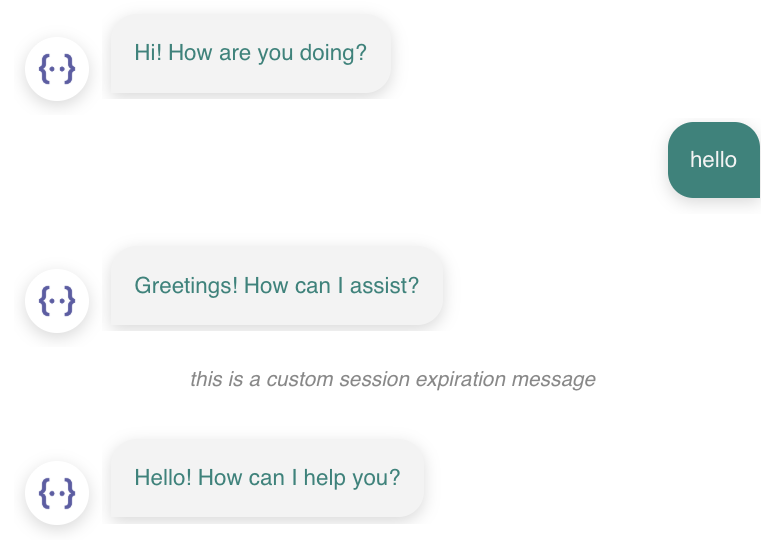 Hi! How are you doing?
hello
Greetings! How can I assist?
this is a custom session expiration message
Hello! How can I help you?